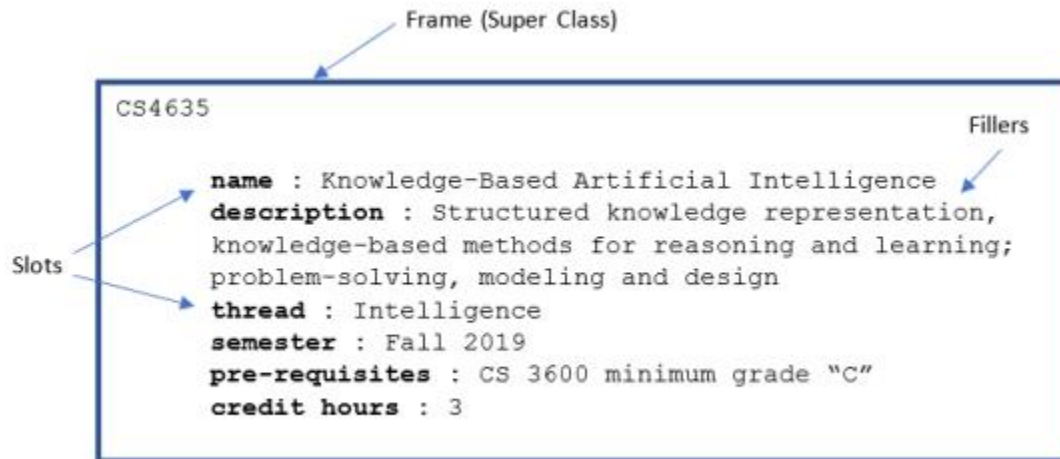 Frame (Super Class)
CS4635
Fillers
name : Knowledge-Based Artificial Intelligence
description : Structured knowledge representation,
knowledge-based methods for reasoning and learning;
problem-solving, modeling and design
Slots
thread : Intelligence
semester : Fall 2019
pre-requisites : CS 3600 minimum grade “C”
credit hours : 3